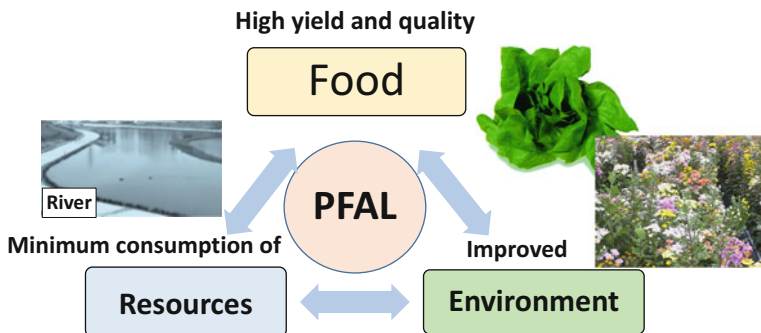 High yield and quality
Food
River
PFAL
Minimum consumption of
Resources
Improved
Environment